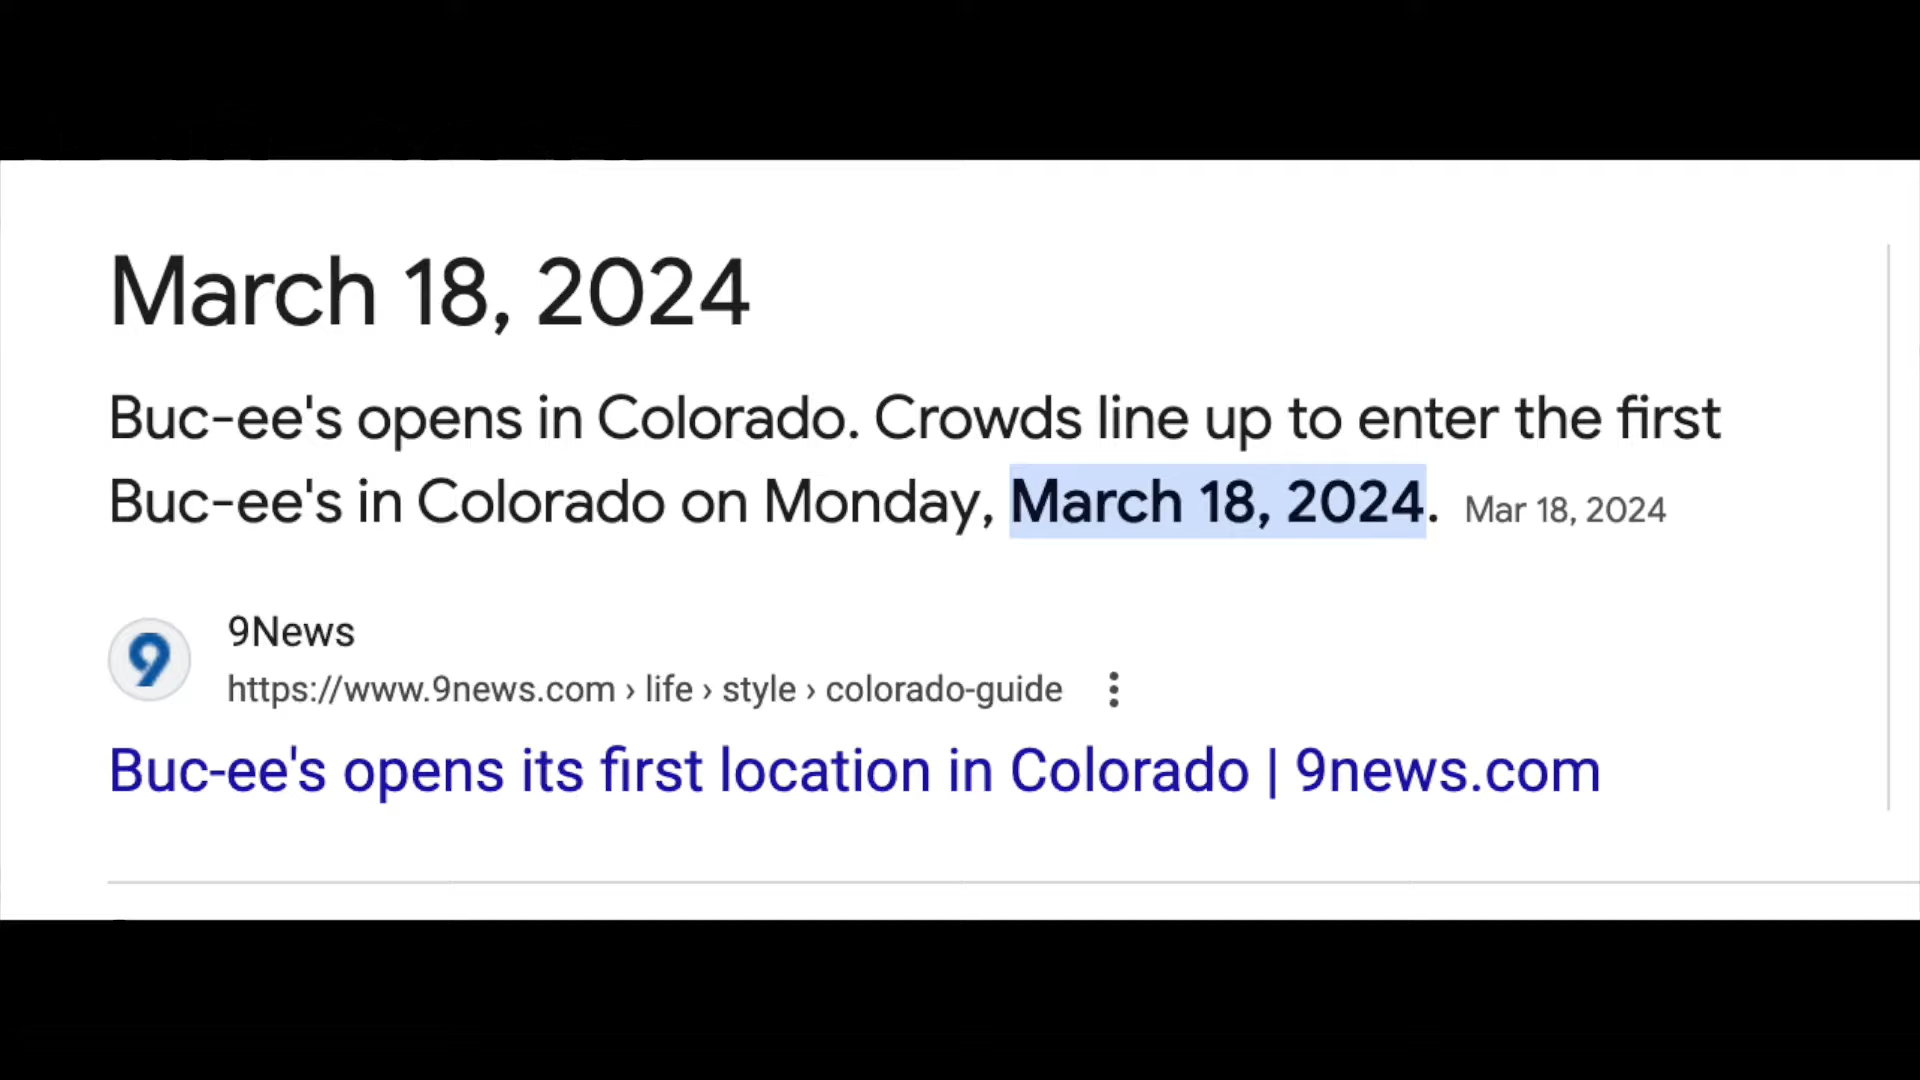 March 18, 2024
Buc-ee's opens in Colorado. Crowds line up to enter the first
Buc-ee's in Colorado on Monday, March 18, 2024. Mar 18, 2024
9
9News
https://www.9news.com › life › style › colorado-guide
Buc-ee's opens its first location in Colorado | 9news.com